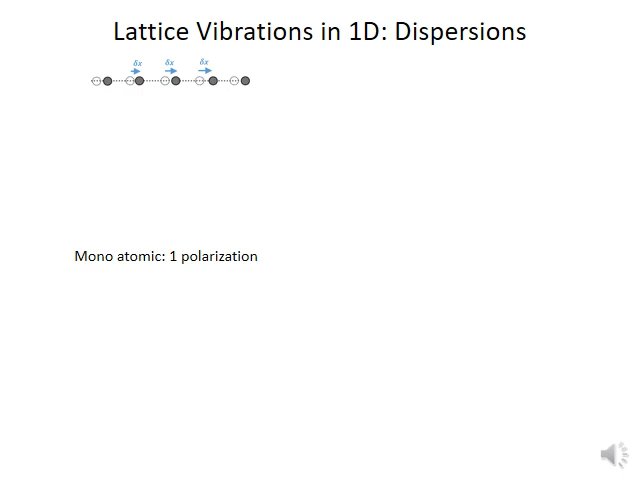 Lattice Vibrations in 1D: Dispersions
δx δx δx
Mono atomic: 1 polarization